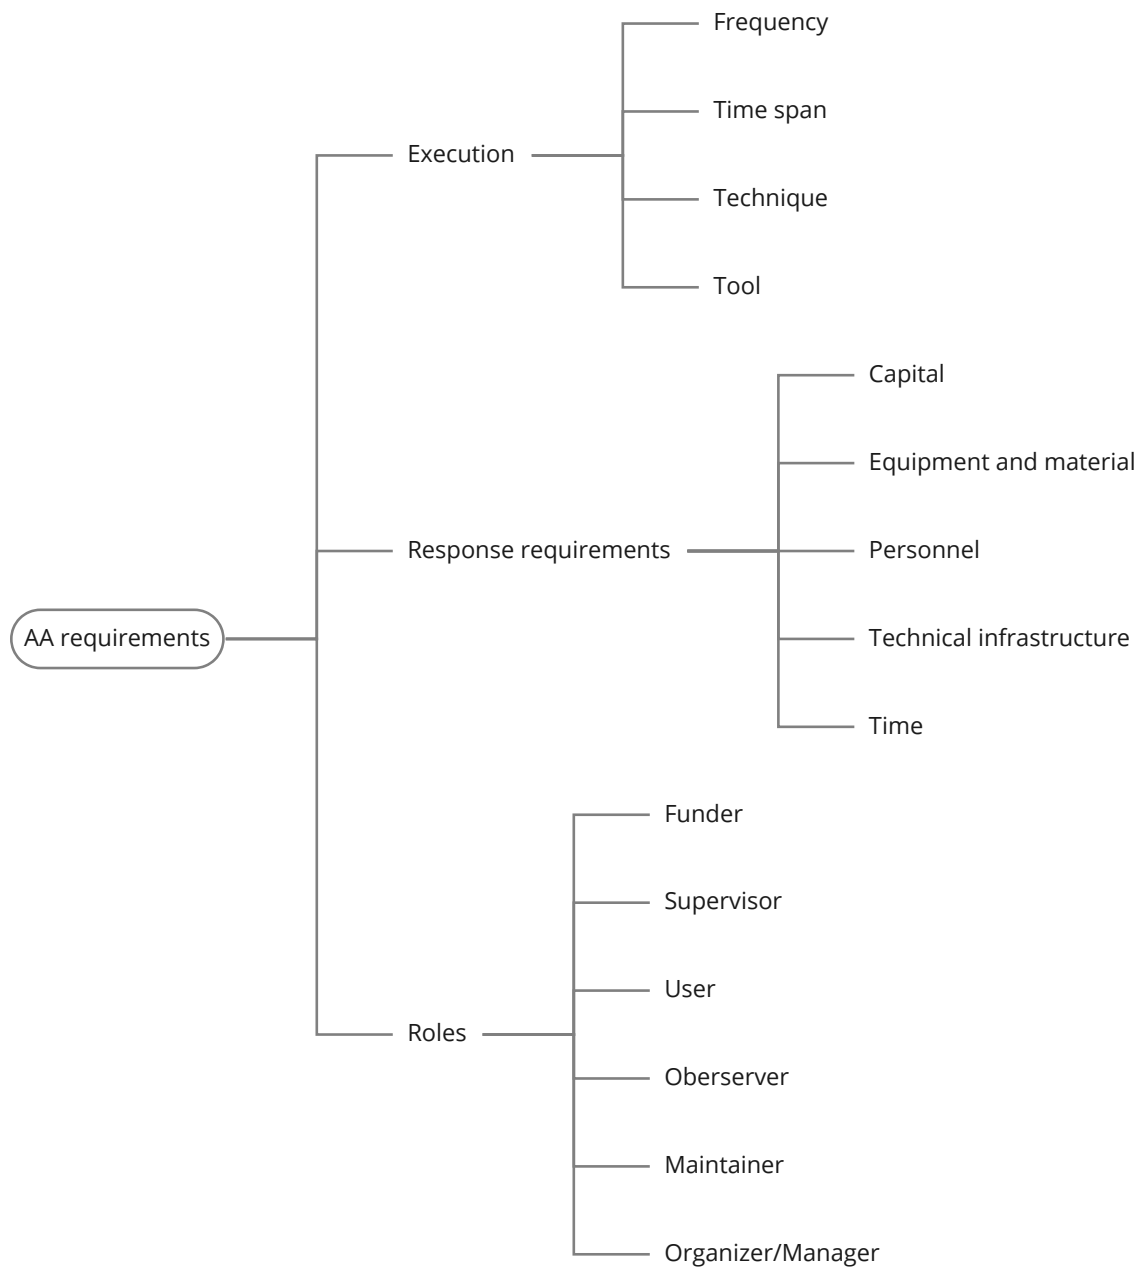 Frequency
Time span
Execution
Technique
Tool
Capital
Equipment and material
Response requirements
Personnel
AA requirements
Technical infrastructure
Time
Funder
Supervisor
User
Roles
Oberserver
Maintainer
Organizer/Manager